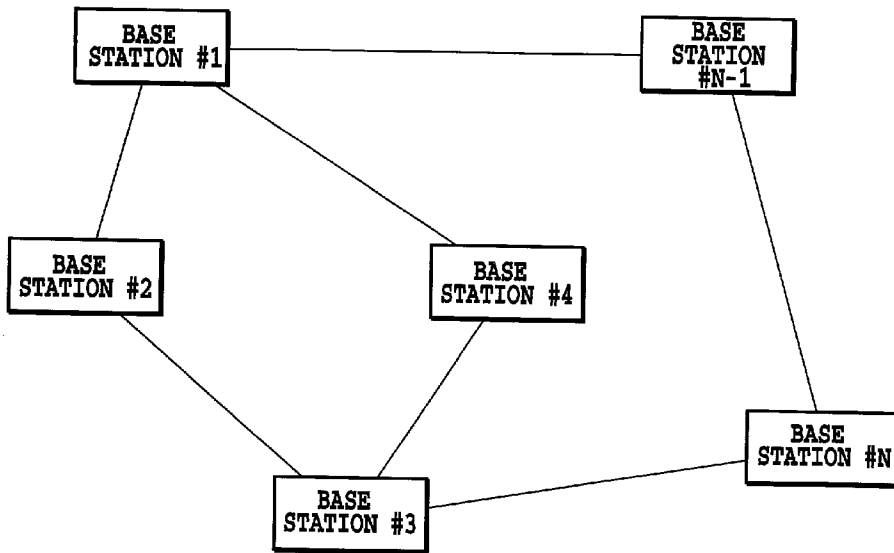 BASE
STATION #1
BASE
STATION
#N-1
BASE
STATION #2
BASE
STATION #4
BASE
STATION #N
BASE
STATION #3